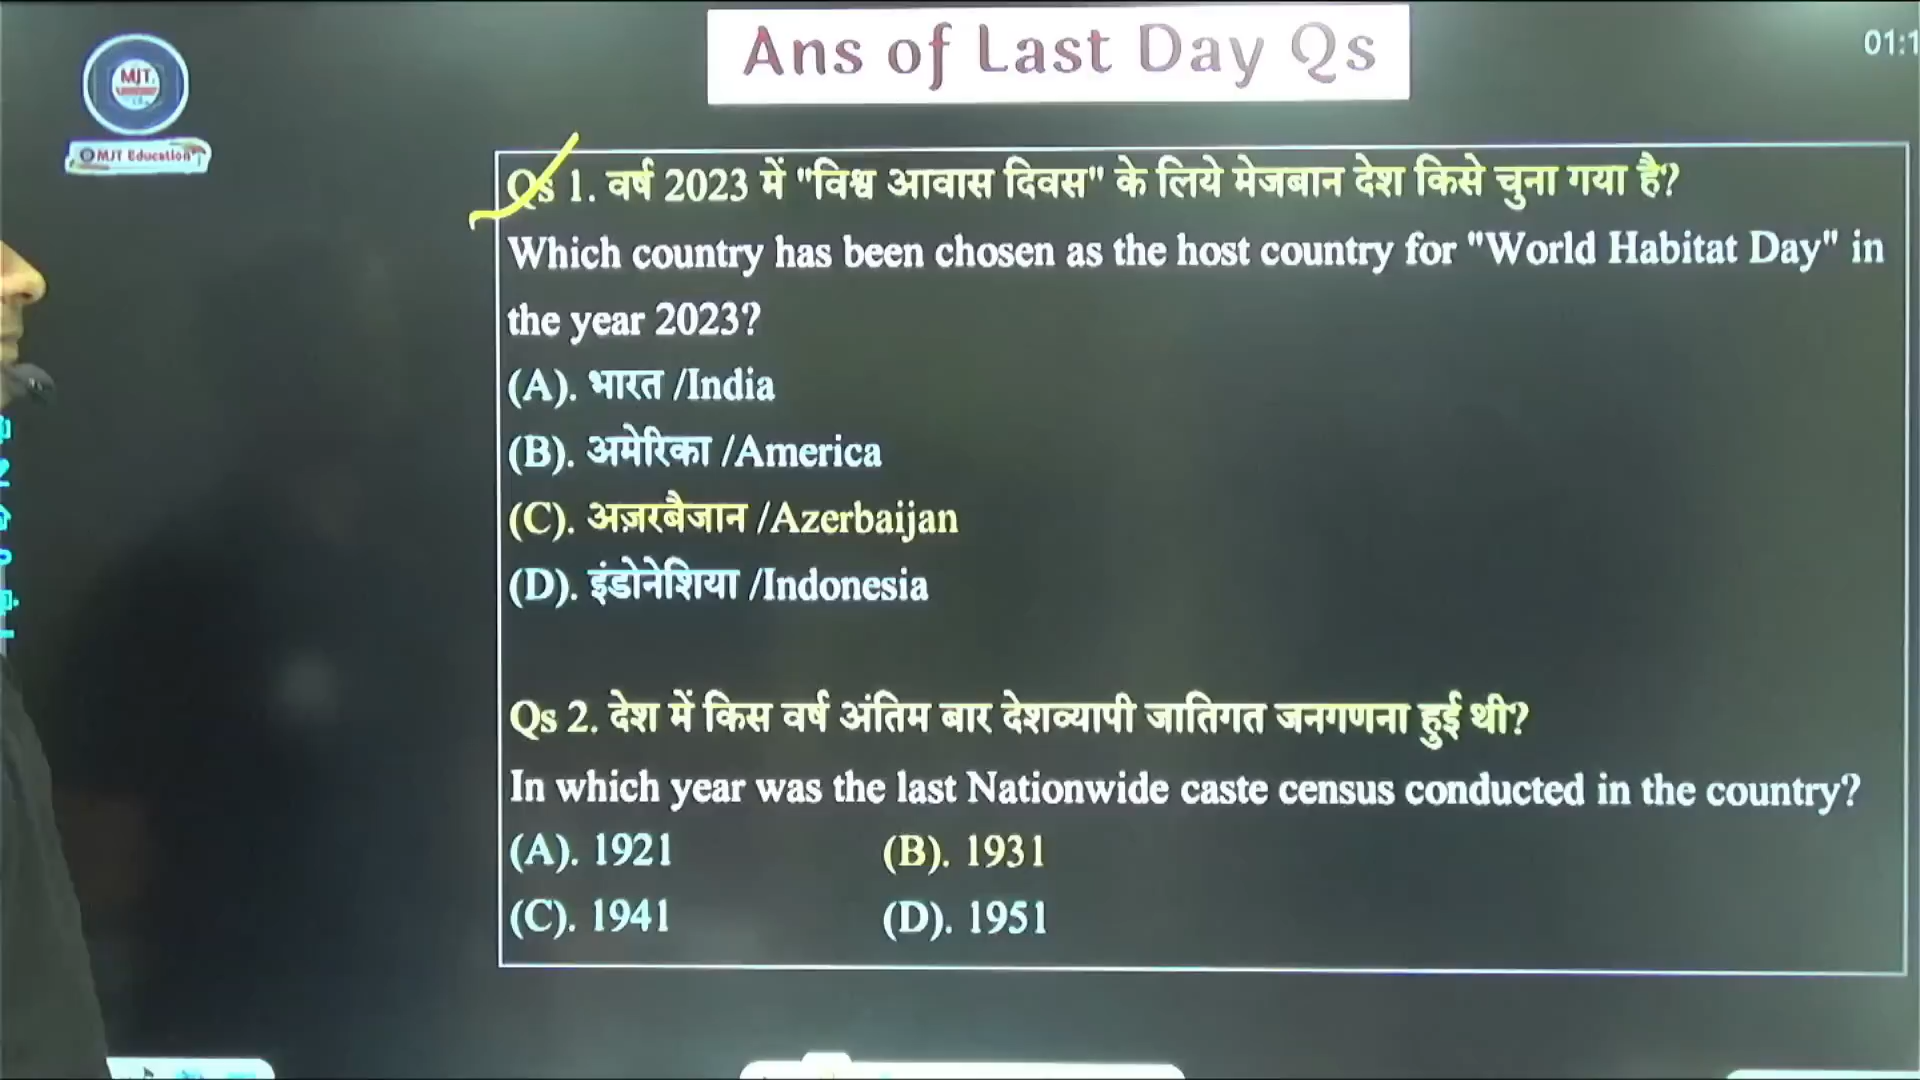 Ans of Last Day Qs
01:1
MJT
MJT Education
Qs 1. वर्ष 2023 में "विश्व आवास दिवस" के लिये मेजबान देश किसे चुना गया है?
Which country has been chosen as the host country for "World Habitat Day" in
the year 2023?
(A). भारत /India
(B). अमेरिका /America
(C). अज़रबैजान /Azerbaijan
(D). इंडोनेशिया /Indonesia
Qs 2. देश में किस वर्ष अंतिम बार देशव्यापी जातिगत जनगणना हुई थी?
In which year was the last Nationwide caste census conducted in the country?
(A). 1921 (B). 1931
(C). 1941 (D). 1951